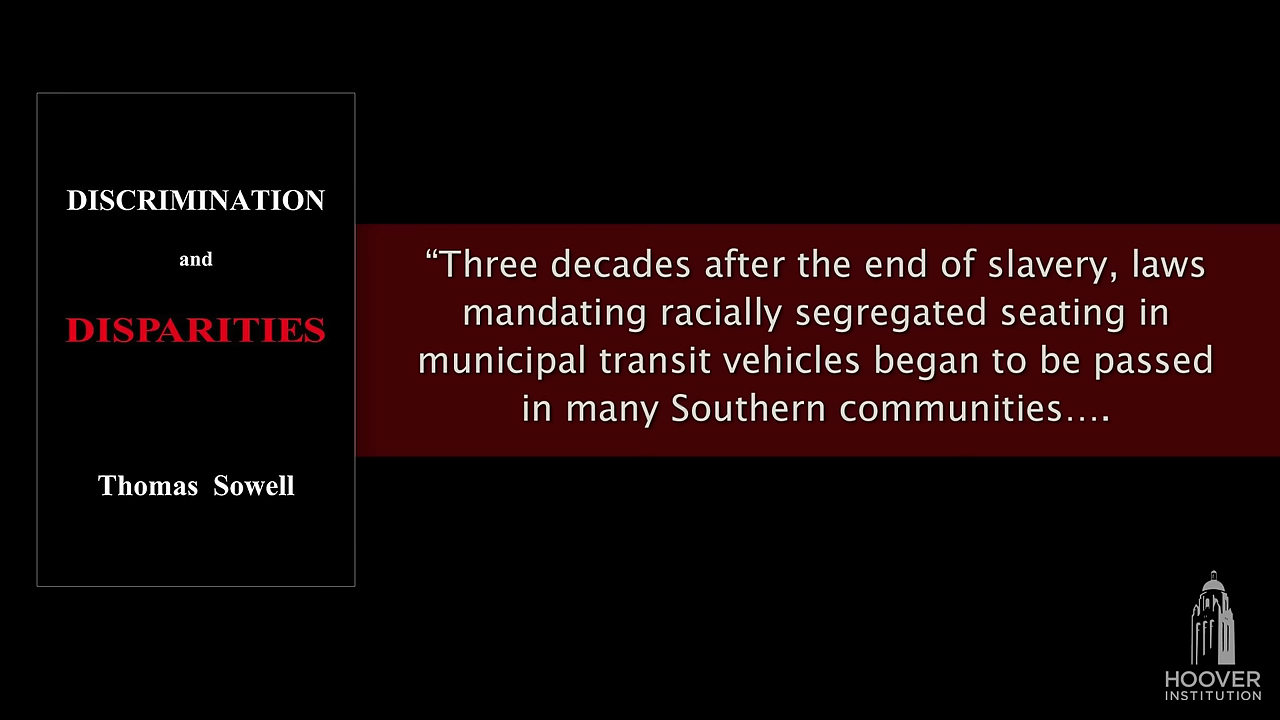 DISCRIMINATION
and
DISPARITIES
Thomas Sowell
“Three decades after the end of slavery, laws
mandating racially segregated seating in
municipal transit vehicles began to be passed
in many Southern communities….
HOOVER
INSTITUTION